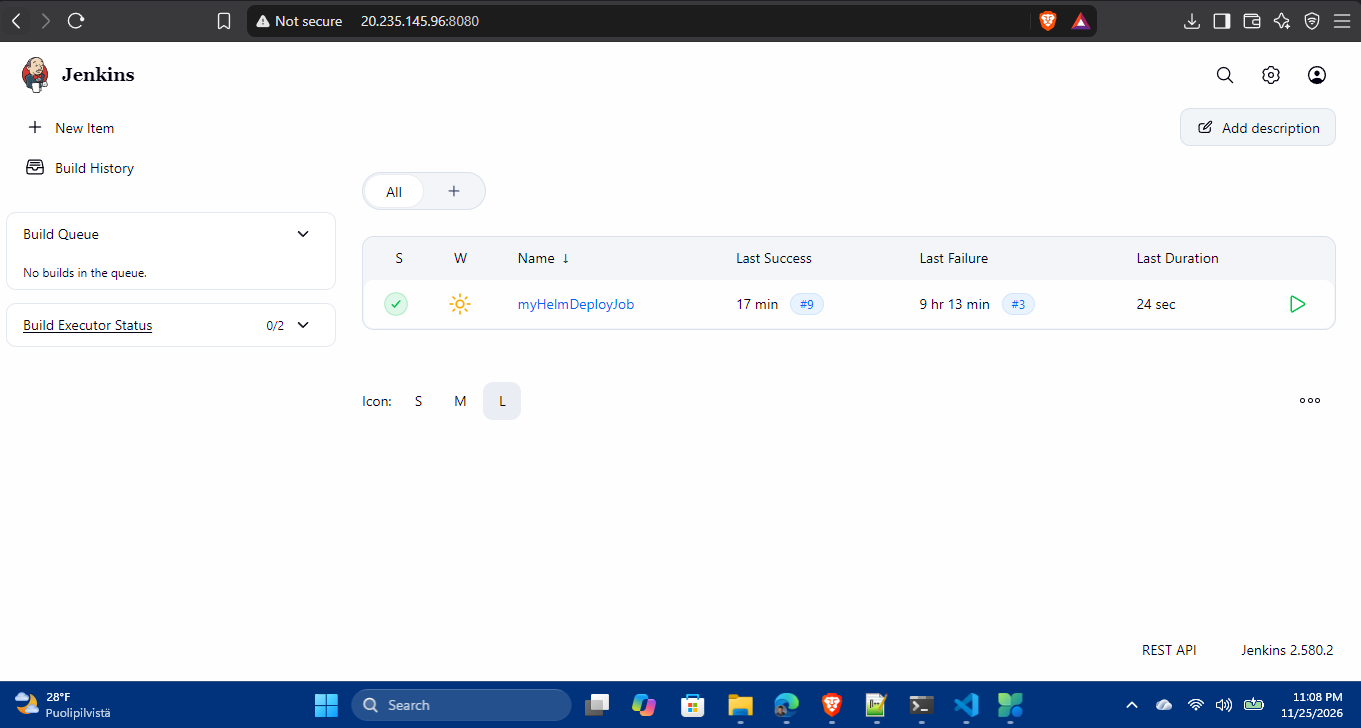 Not secure 20.235.145.96:8080
Jenkins
New Item
Add description
Build History
All +
Build Queue
No builds in the queue.
Build Executor Status 0/2
S W Name ↓ Last Success Last Failure Last Duration
myHelmDeployJob 17 min #9 9 hr 13 min #3 24 sec
Icon: S M L
REST API Jenkins 2.580.2
28°F
Puolipilvistä
Search
11:08 PM
11/25/2026